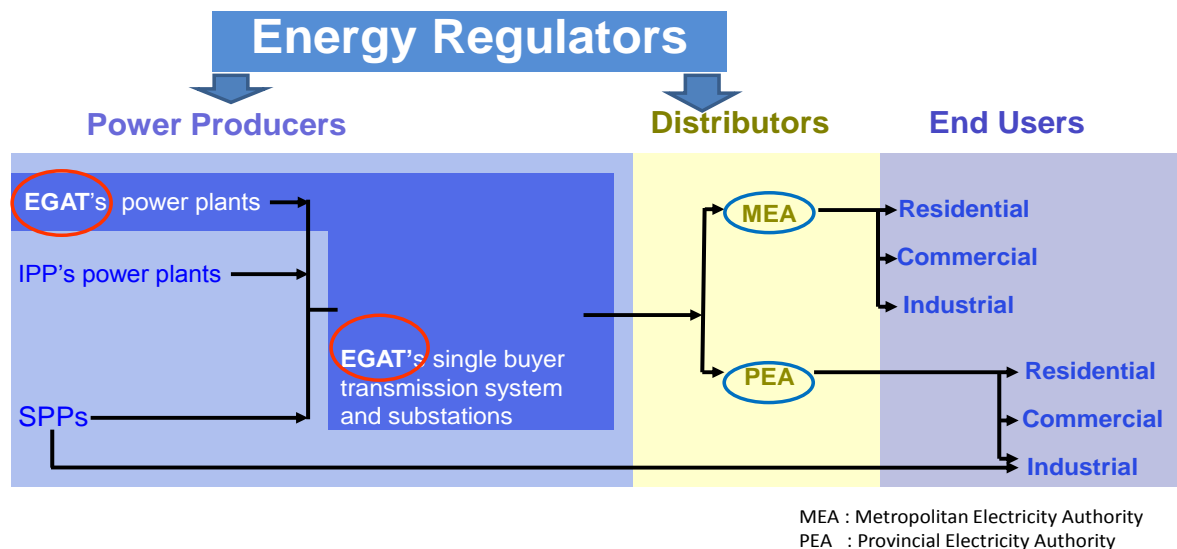 Energy Regulators
Power Producers
Distributors
End Users
EGAT's power plants
IPP's power plants
EGAT's single buyer
transmission system
and substations
SPPs
MEA
PEA
Residential
Commercial
Industrial
Residential
Commercial
Industrial
MEA : Metropolitan Electricity Authority
PEA : Provincial Electricity Authority